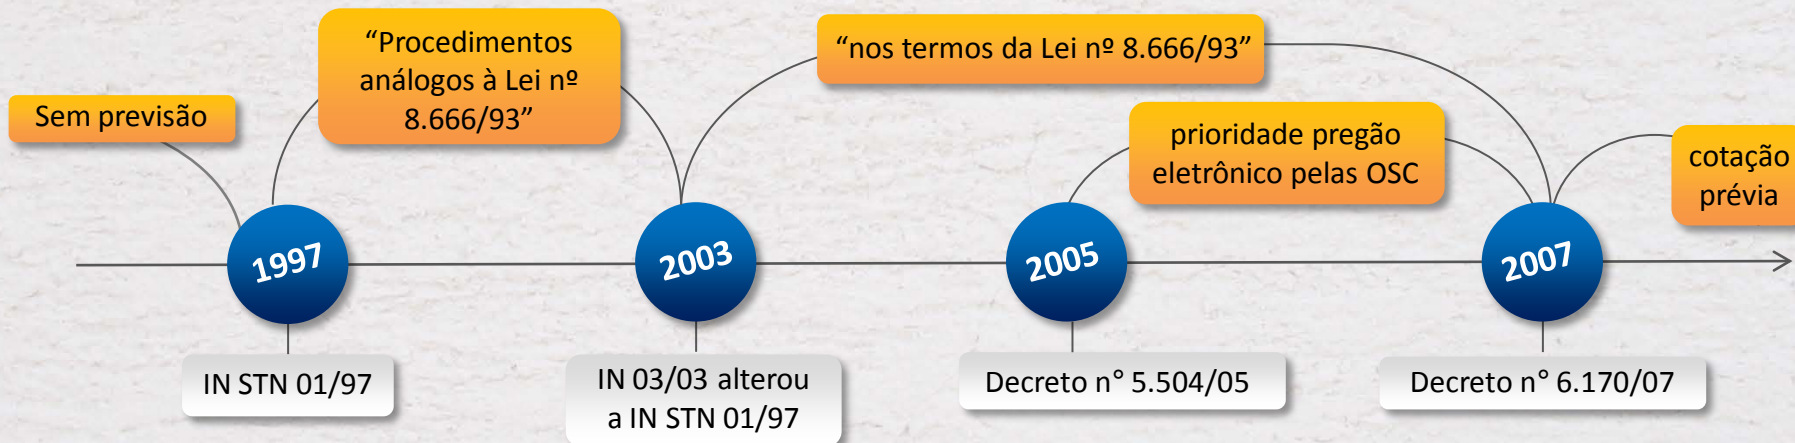 Sem previsão
“Procedimentos
análogos à Lei nº
8.666/93”
“nos termos da Lei nº 8.666/93”
prioridade pregão
eletrônico pelas OSC
cotação
prévia
1997
2003
2005
2007
IN STN 01/97
IN 03/03 alterou
a IN STN 01/97
Decreto n° 5.504/05
Decreto n° 6.170/07